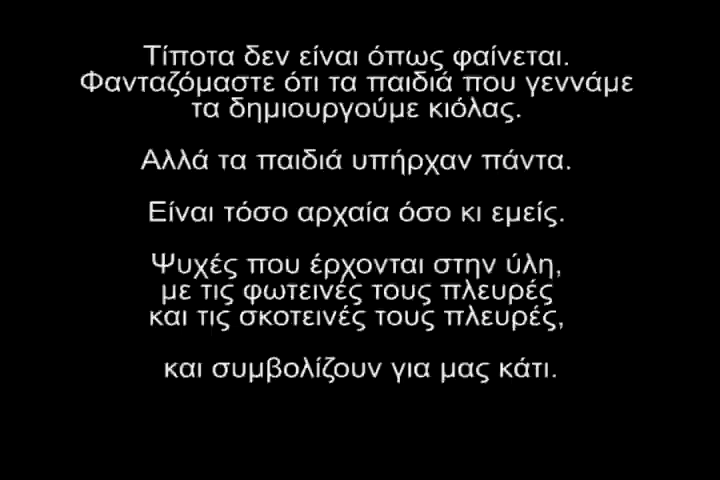 Τίποτα δεν είναι όπως φαίνεται.
Φανταζόμαστε ότι τα παιδιά που γεννάμε
τα δημιουργούμε κιόλας.
Αλλά τα παιδιά υπήρχαν πάντα.
Είναι τόσο αρχαία όσο κι εμείς.
Ψυχές που έρχονται στην ύλη,
με τις φωτεινές τους πλευρές
και τις σκοτεινές τους πλευρές,
και συμβολίζουν για μας κάτι.